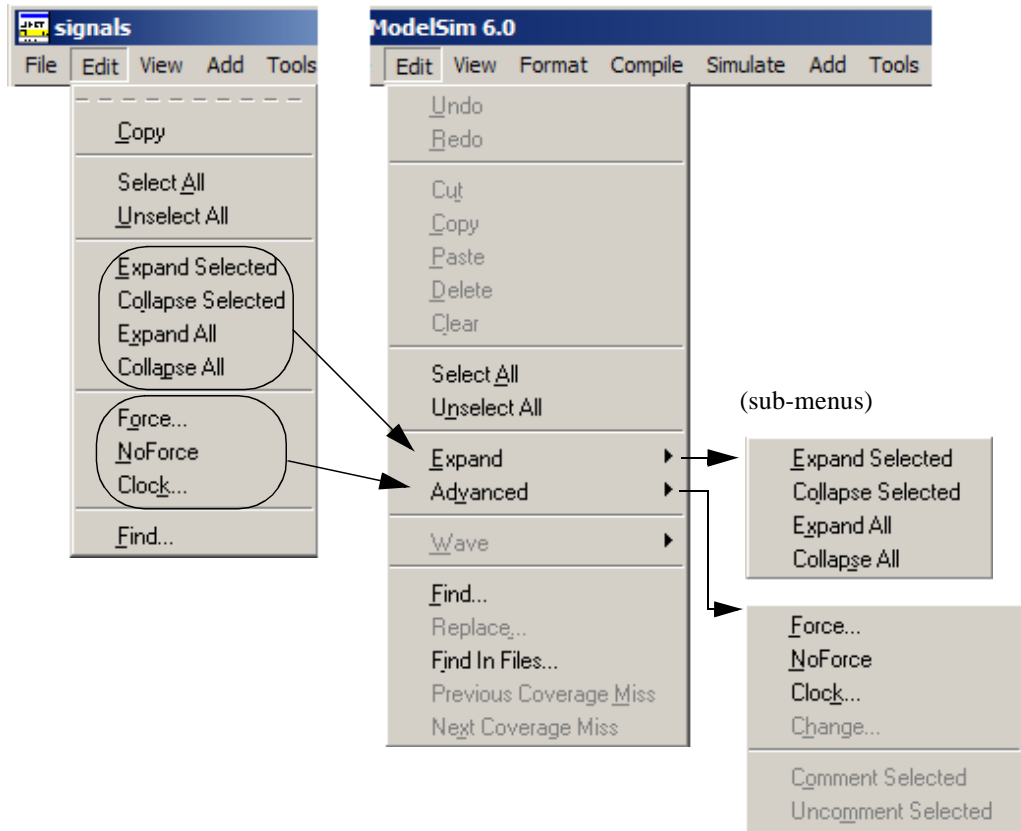 signals
File Edit View Add Tools
Copy
Select All
Unselect All
Expand Selected
Collapse Selected
Expand All
Collapse All
Force...
NoForce
Clock...
Find...
ModelSim 6.0
Edit View Format Compile Simulate Add Tools
Undo
Redo
Cut
Copy
Paste
Delete
Clear
Select All
Unselect All
Expand
Advanced
Wave
Find...
Replace...
Find In Files...
Previous Coverage Miss
Next Coverage Miss
(sub-menus)
Expand Selected
Collapse Selected
Expand All
Collapse All
Force...
NoForce
Clock...
Change...
Comment Selected
Uncomment Selected